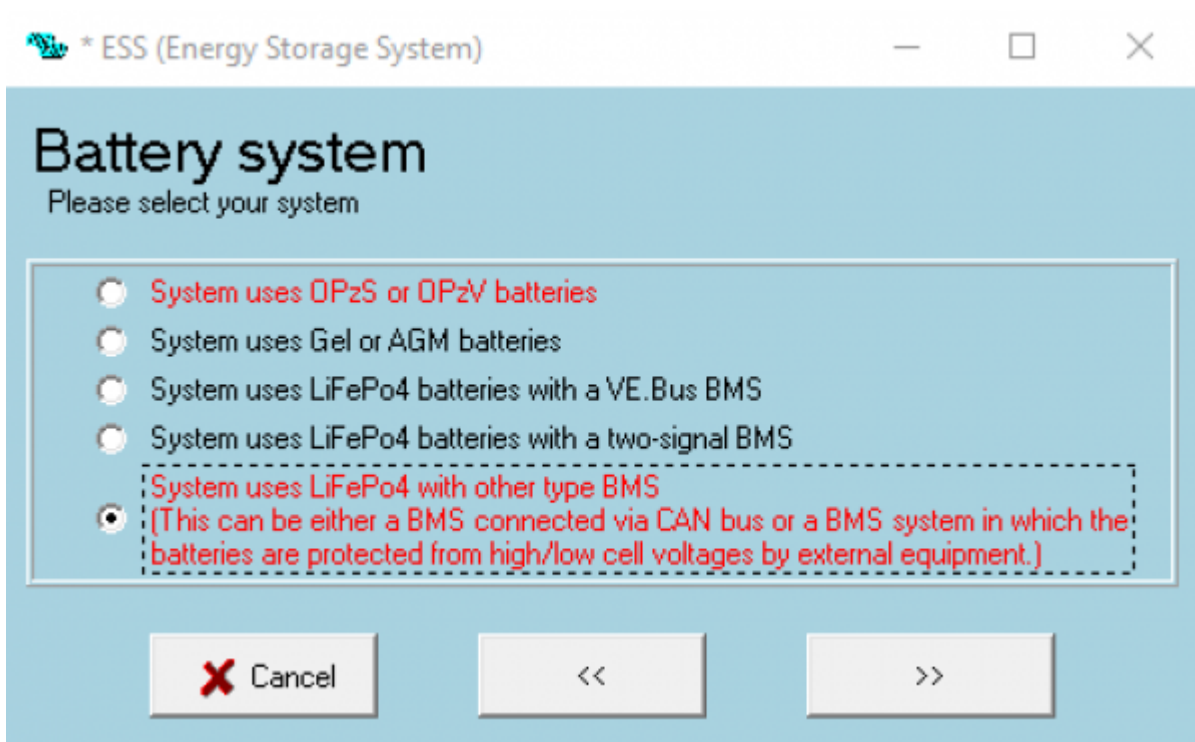 * ESS (Energy Storage System)
Battery system
Please select your system
System uses OPzS or OPzV batteries
System uses Gel or AGM batteries
System uses LiFePo4 batteries with a VE.Bus BMS
System uses LiFePo4 batteries with a two-signal BMS
System uses LiFePo4 with other type BMS
(This can be either a BMS connected via CAN bus or a BMS system in which the
batteries are protected from high/low cell voltages by external equipment.)
Cancel << >>